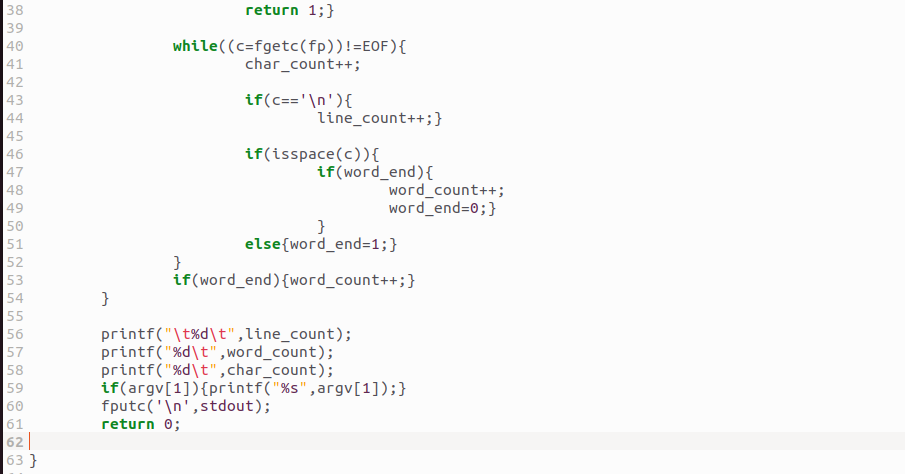 38 return 1;}
39
40 while((c=fgetc(fp))!=EOF){
41 char_count++;
42
43 if(c=='\n'){
44 line_count++;}
45
46 if(isspace(c)){
47 if(word_end){
48 word_count++;
49 word_end=0;}
50 }
51 else{word_end=1;}
52 }
53 if(word_end){word_count++;}
54 }
55
56 printf("\t%d\t",line_count);
57 printf("%d\t",word_count);
58 printf("%d\t",char_count);
59 if(argv[1]){printf("%s",argv[1]);}
60 fputc('\n',stdout);
61 return 0;
62
63 }